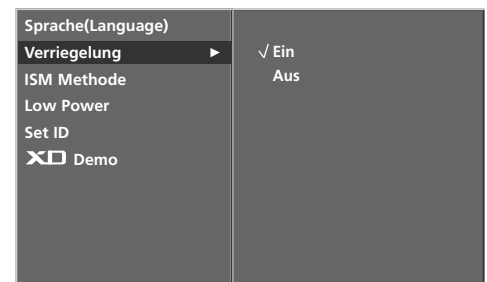 Sprache(Language)
Verriegelung ►
ISM Methode
Low Power
Set ID
XD Demo
√ Ein
Aus